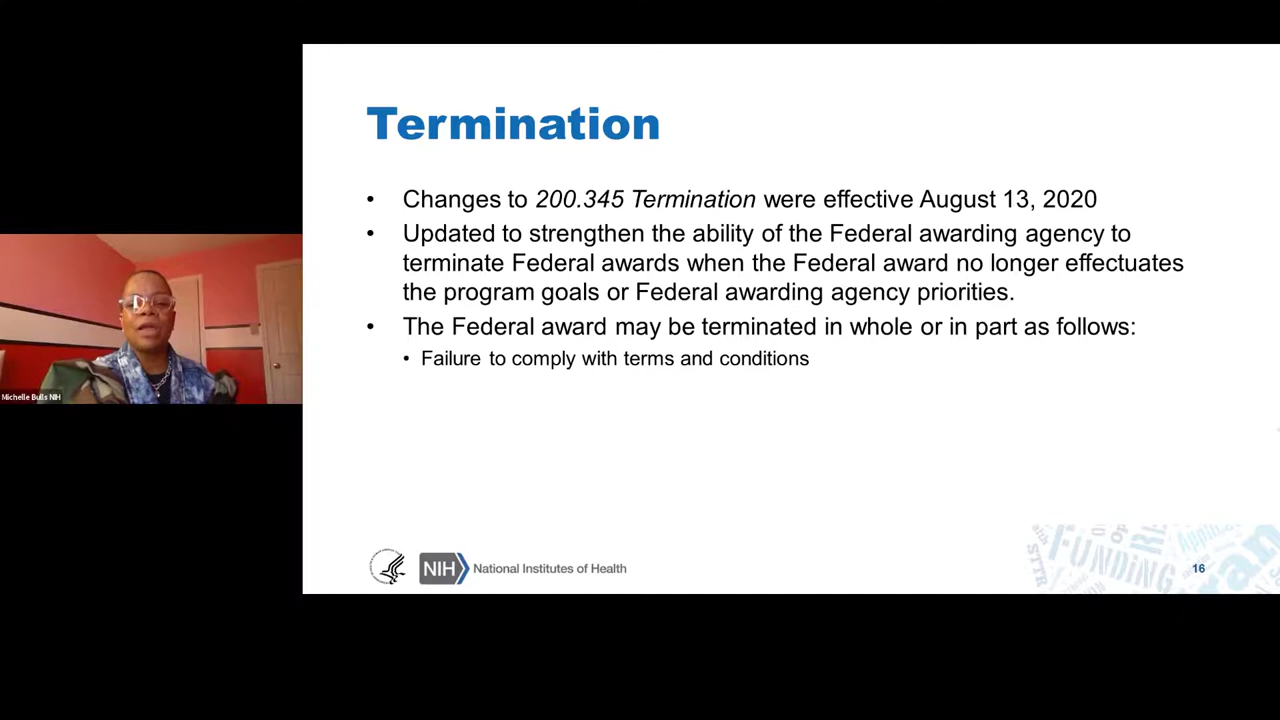 Termination
• Changes to 200.345 Termination were effective August 13, 2020
• Updated to strengthen the ability of the Federal awarding agency to
terminate Federal awards when the Federal award no longer effectuates
the program goals or Federal awarding agency priorities.
• The Federal award may be terminated in whole or in part as follows:
• Failure to comply with terms and conditions
Michelle Bulls NIH
NIH National Institutes of Health
FUNDING
STTR
16